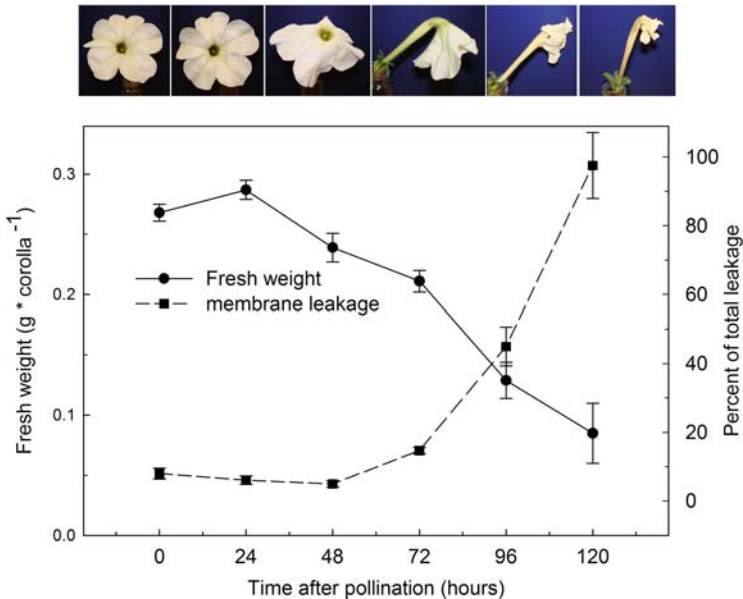 0.3
0.2
0.1
0.0
Fresh weight (g * corolla -1)
Fresh weight
membrane leakage
100
80
60
40
20
0
Percent of total leakage
0 24 48 72 96 120
Time after pollination (hours)